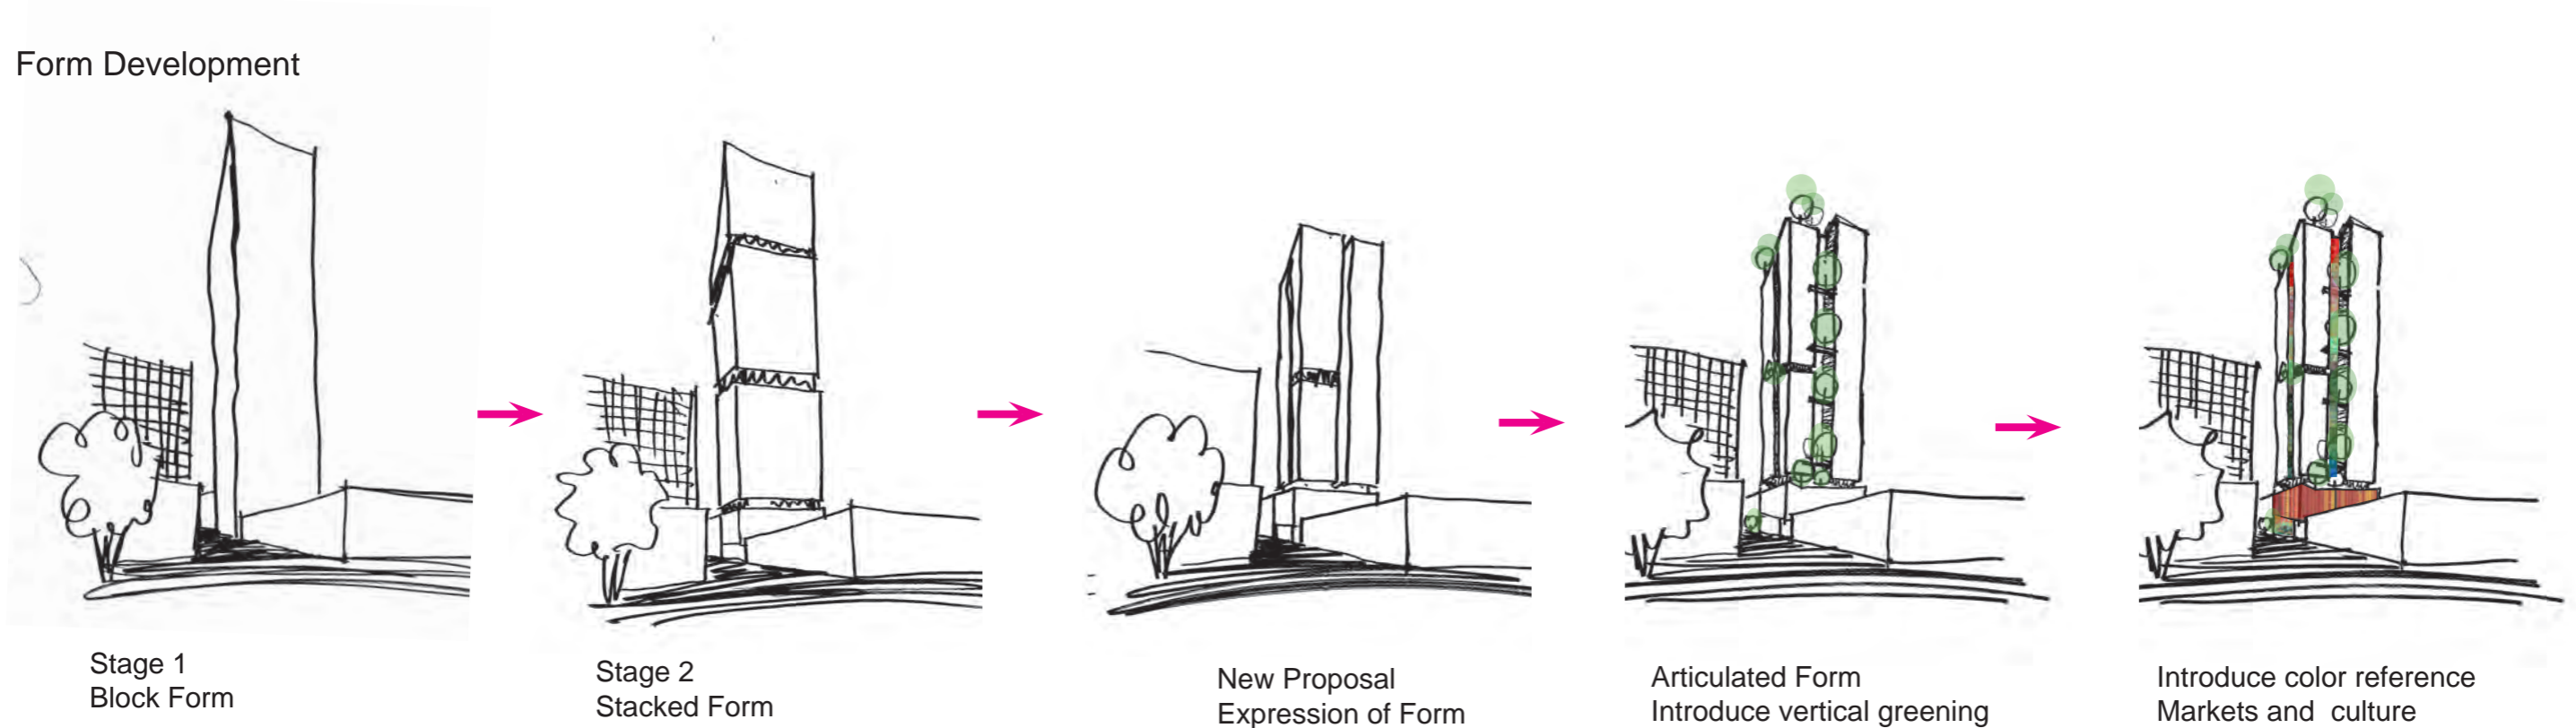 Form Development
Stage 1
Block Form
Stage 2
Stacked Form
New Proposal
Expression of Form
Articulated Form
Introduce vertical greening
Introduce color reference
Markets and  culture